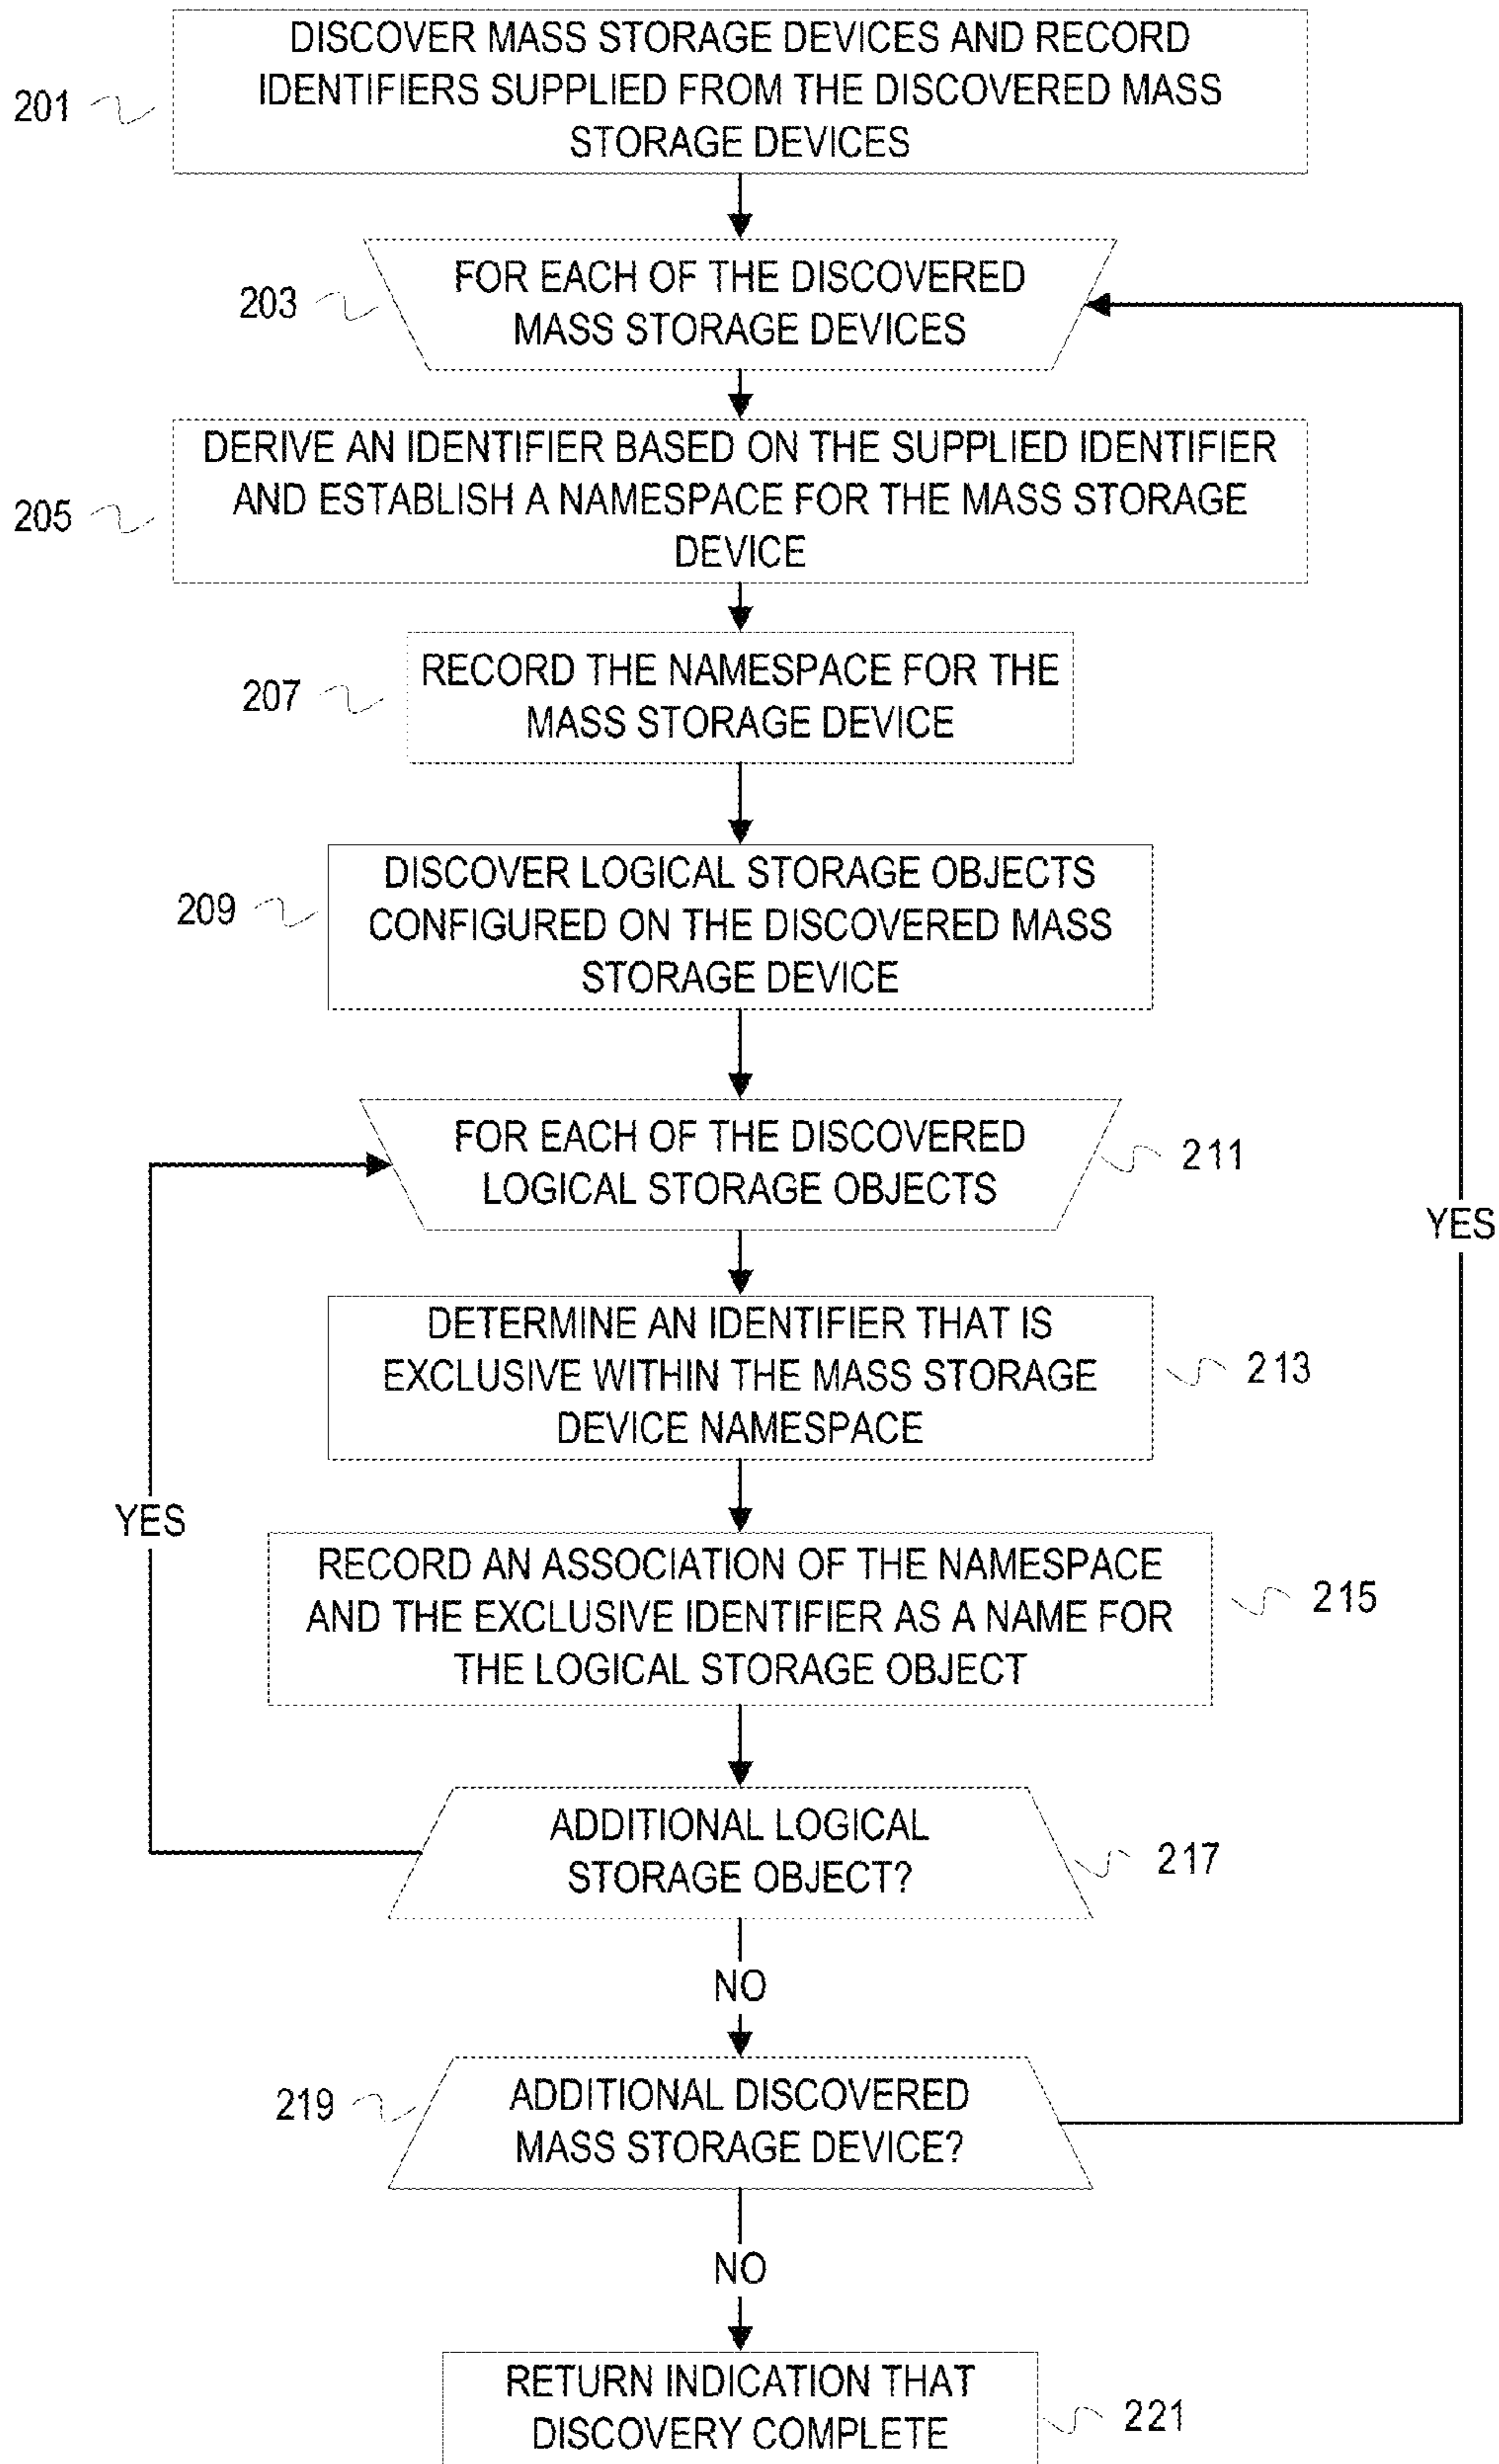 DISCOVER MASS STORAGE DEVICES AND RECORD
IDENTIFIERS SUPPLIED FROM THE DISCOVERED MASS
STORAGE DEVICES
201
FOR EACH OF THE DISCOVERED
MASS STORAGE DEVICES
203
DERIVE AN IDENTIFIER BASED ON THE SUPPLIED IDENTIFIER
AND ESTABLISH A NAMESPACE FOR THE MASS STORAGE
DEVICE
205
RECORD THE NAMESPACE FOR THE
MASS STORAGE DEVICE
207
DISCOVER LOGICAL STORAGE OBJECTS
CONFIGURED ON THE DISCOVERED MASS
STORAGE DEVICE
209
FOR EACH OF THE DISCOVERED
LOGICAL STORAGE OBJECTS
211
YES
DETERMINE AN IDENTIFIER THAT IS
EXCLUSIVE WITHIN THE MASS STORAGE
DEVICE NAMESPACE
213
YES
RECORD AN ASSOCIATION OF THE NAMESPACE
AND THE EXCLUSIVE IDENTIFIER AS A NAME FOR
THE LOGICAL STORAGE OBJECT
215
ADDITIONAL LOGICAL
STORAGE OBJECT?
217
NO
ADDITIONAL DISCOVERED
MASS STORAGE DEVICE?
219
NO
RETURN INDICATION THAT
DISCOVERY COMPLETE
221